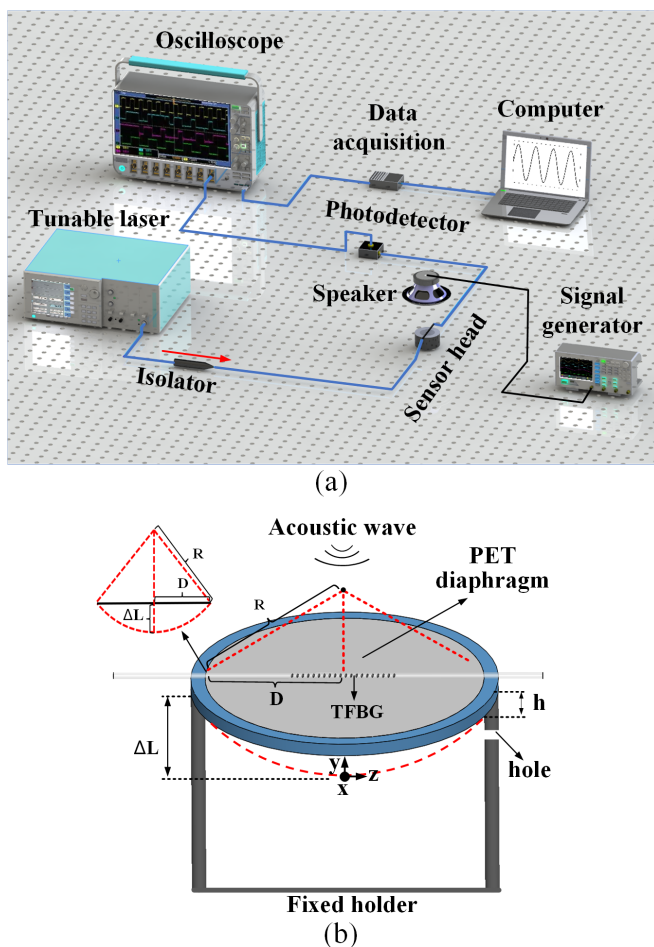 Oscilloscope
Data
acquisition
Computer
Tunable laser
Photodetector
Speaker
Signal
generator
Isolator
Sensor head
(a)
Acoustic wave
PET
diaphragm
R
D
ΔL
R
D
TFBG
h
ΔL
y
z
x
hole
Fixed holder
(b)